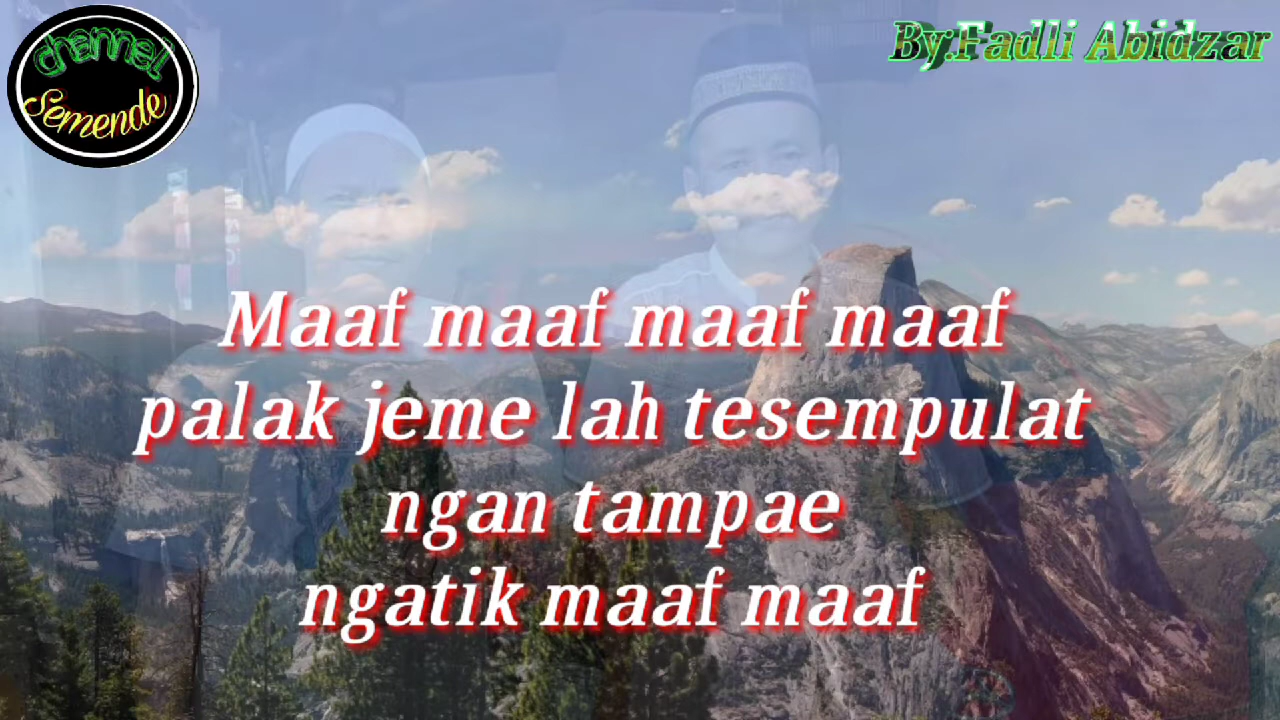 channel
Semende
By:Fadli Abidzar
Maaf maaf maaf maaf
palak jeme lah tesempulat
ngan tampae
ngatik maaf maaf